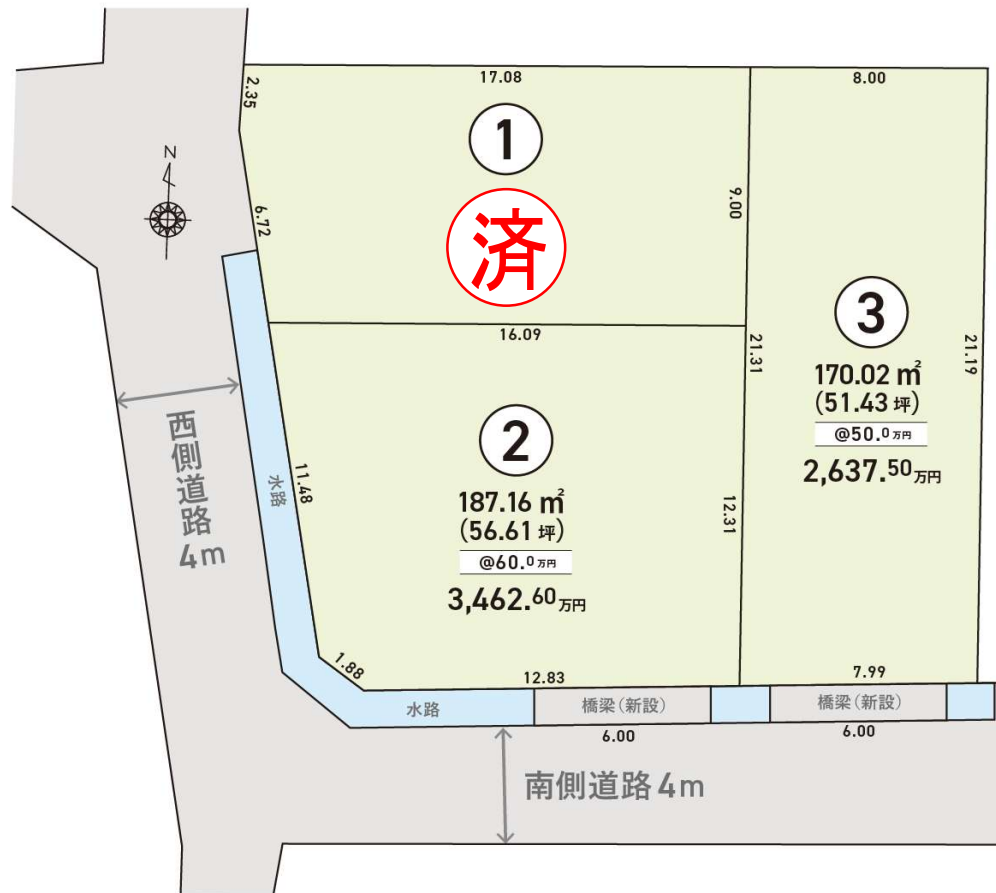 17.08
8.00
2.35
1
N
済
9.00
6.72
16.09
3
170.02 ㎡
(51.43 坪)
@50.0万円
2,637.50万円
21.31
21.19
2
187.16 ㎡
(56.61 坪)
@60.0万円
3,462.60万円
西側道路
4m
水路
11.48
12.31
1.88
12.83
7.99
水路
橋梁(新設)
橋梁(新設)
6.00
6.00
南側道路4m